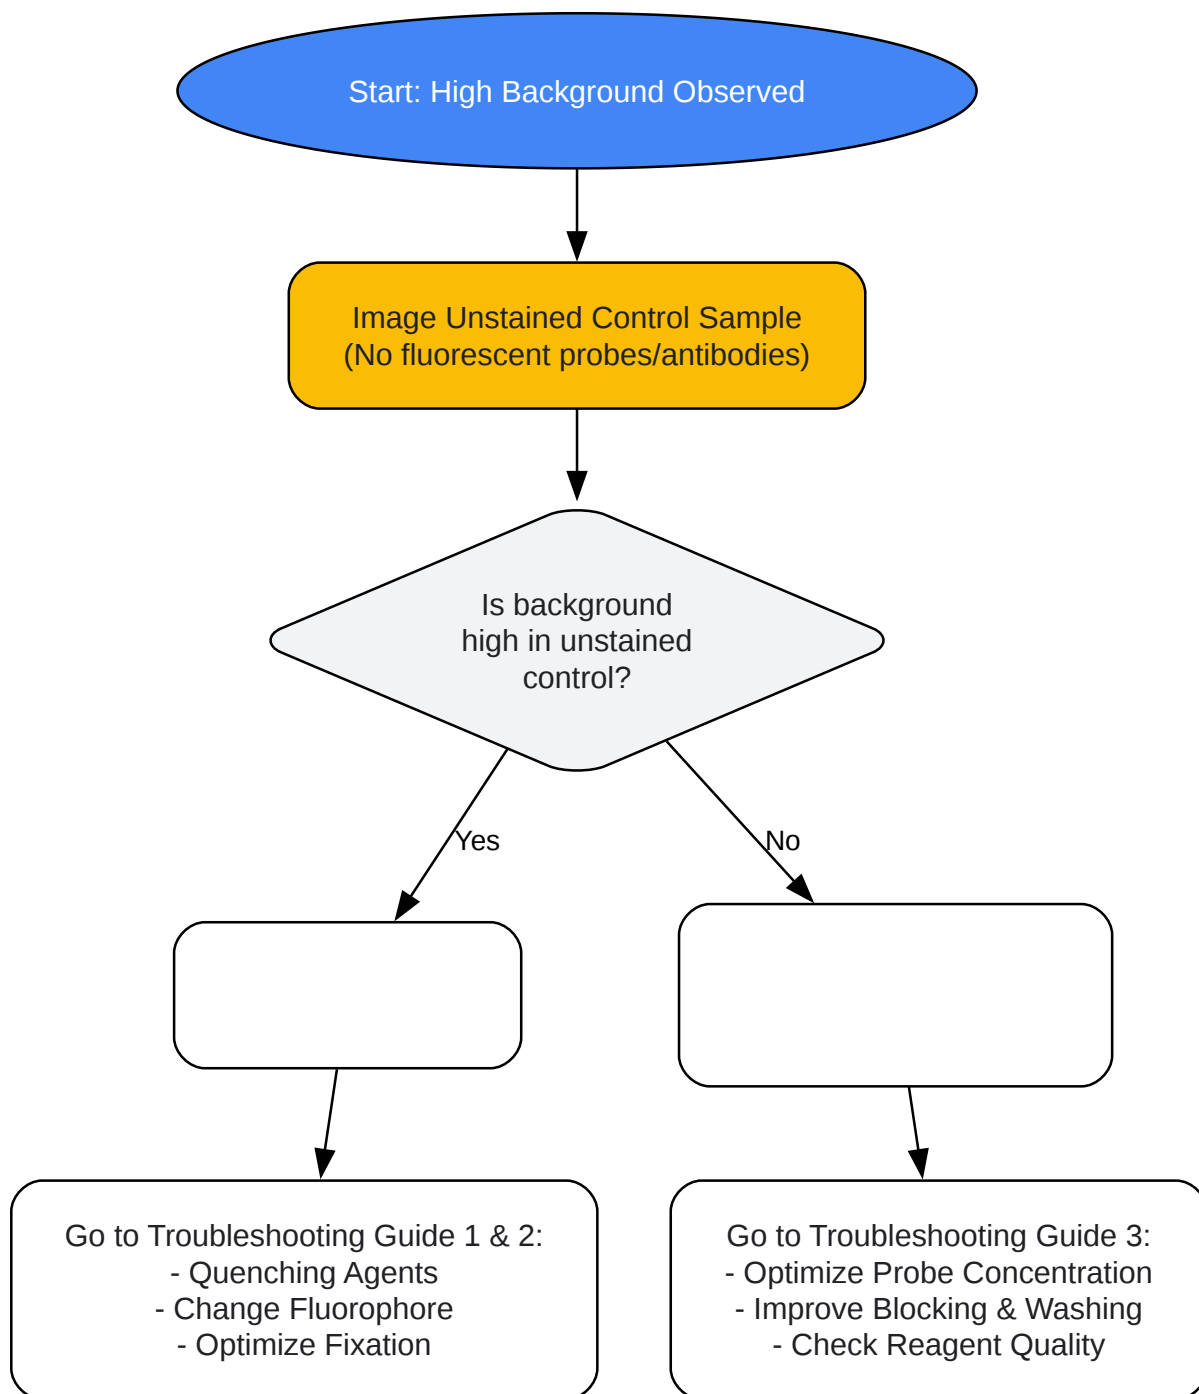 Start: High Background Observed
Image Unstained Control Sample
(No fluorescent probes/antibodies)
Is background
high in unstained
control?
Yes
No
Go to Troubleshooting Guide 1 & 2:
- Quenching Agents
- Change Fluorophore
- Optimize Fixation
Go to Troubleshooting Guide 3:
- Optimize Probe Concentration
- Improve Blocking & Washing
- Check Reagent Quality